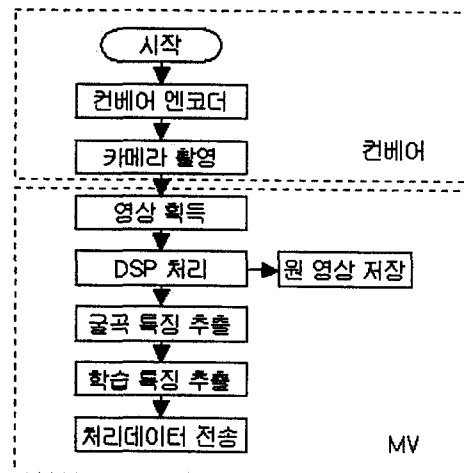 시작
컨베어 엔코더
카메라 촬영
컨베어
영상 획득
DSP 처리
원 영상 저장
굴곡 특징 추출
학습 특징 추출
처리데이터 전송
MV